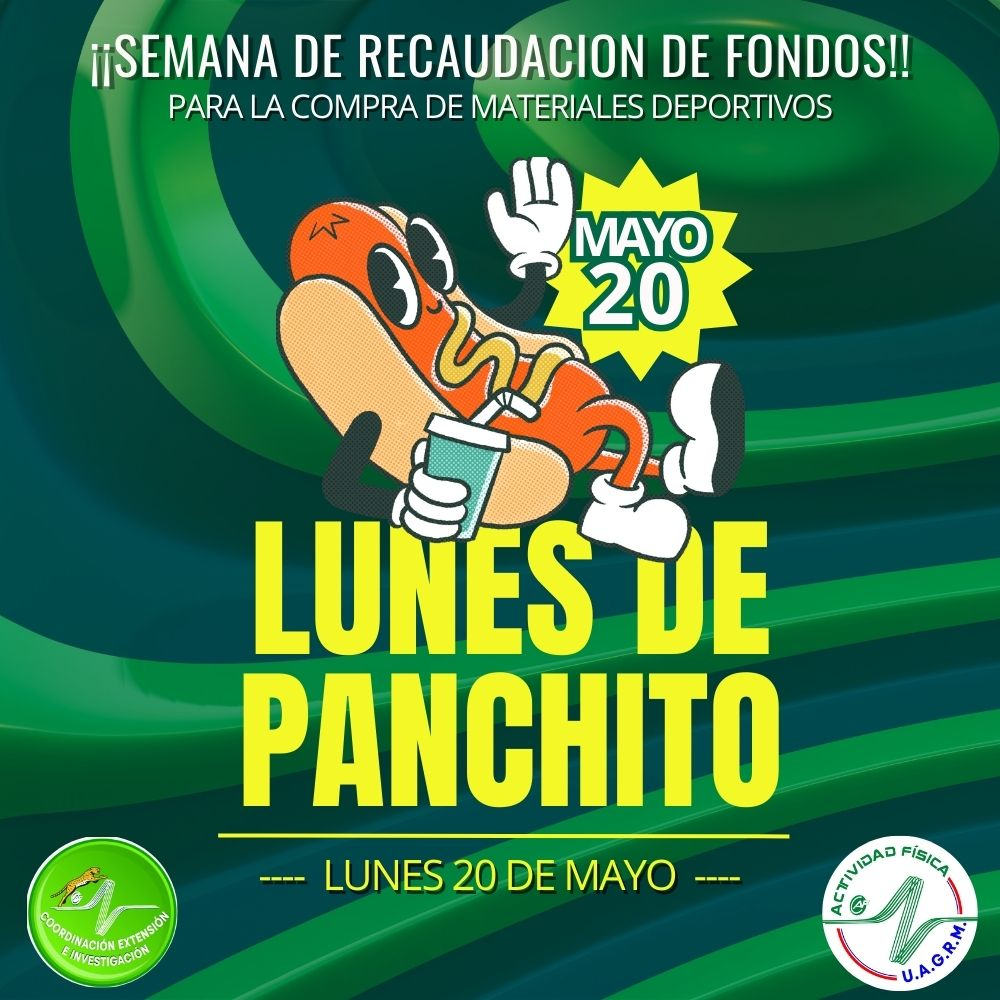 ¡¡SEMANA DE RECAUDACION DE FONDOS!!
PARA LA COMPRA DE MATERIALES DEPORTIVOS
MAYO
20
LUNES DE
PANCHITO
---- LUNES 20 DE MAYO ----
COORDINACIÓN EXTENSIÓN
E INVESTIGACIÓN
ACTIVIDAD FÍSICA
U.A.G.R.M.